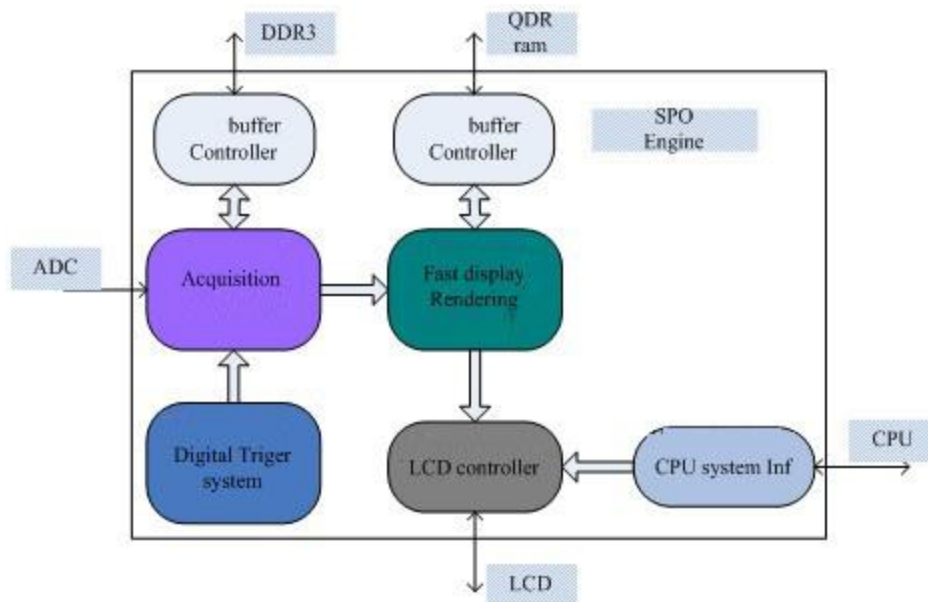 DDR3
QDR
ram
buffer
Controller
buffer
Controller
SPO
Engine
ADC
Acquisition
Fast display
Rendering
Digital Triger
system
LCD controller
CPU system Inf
CPU
LCD